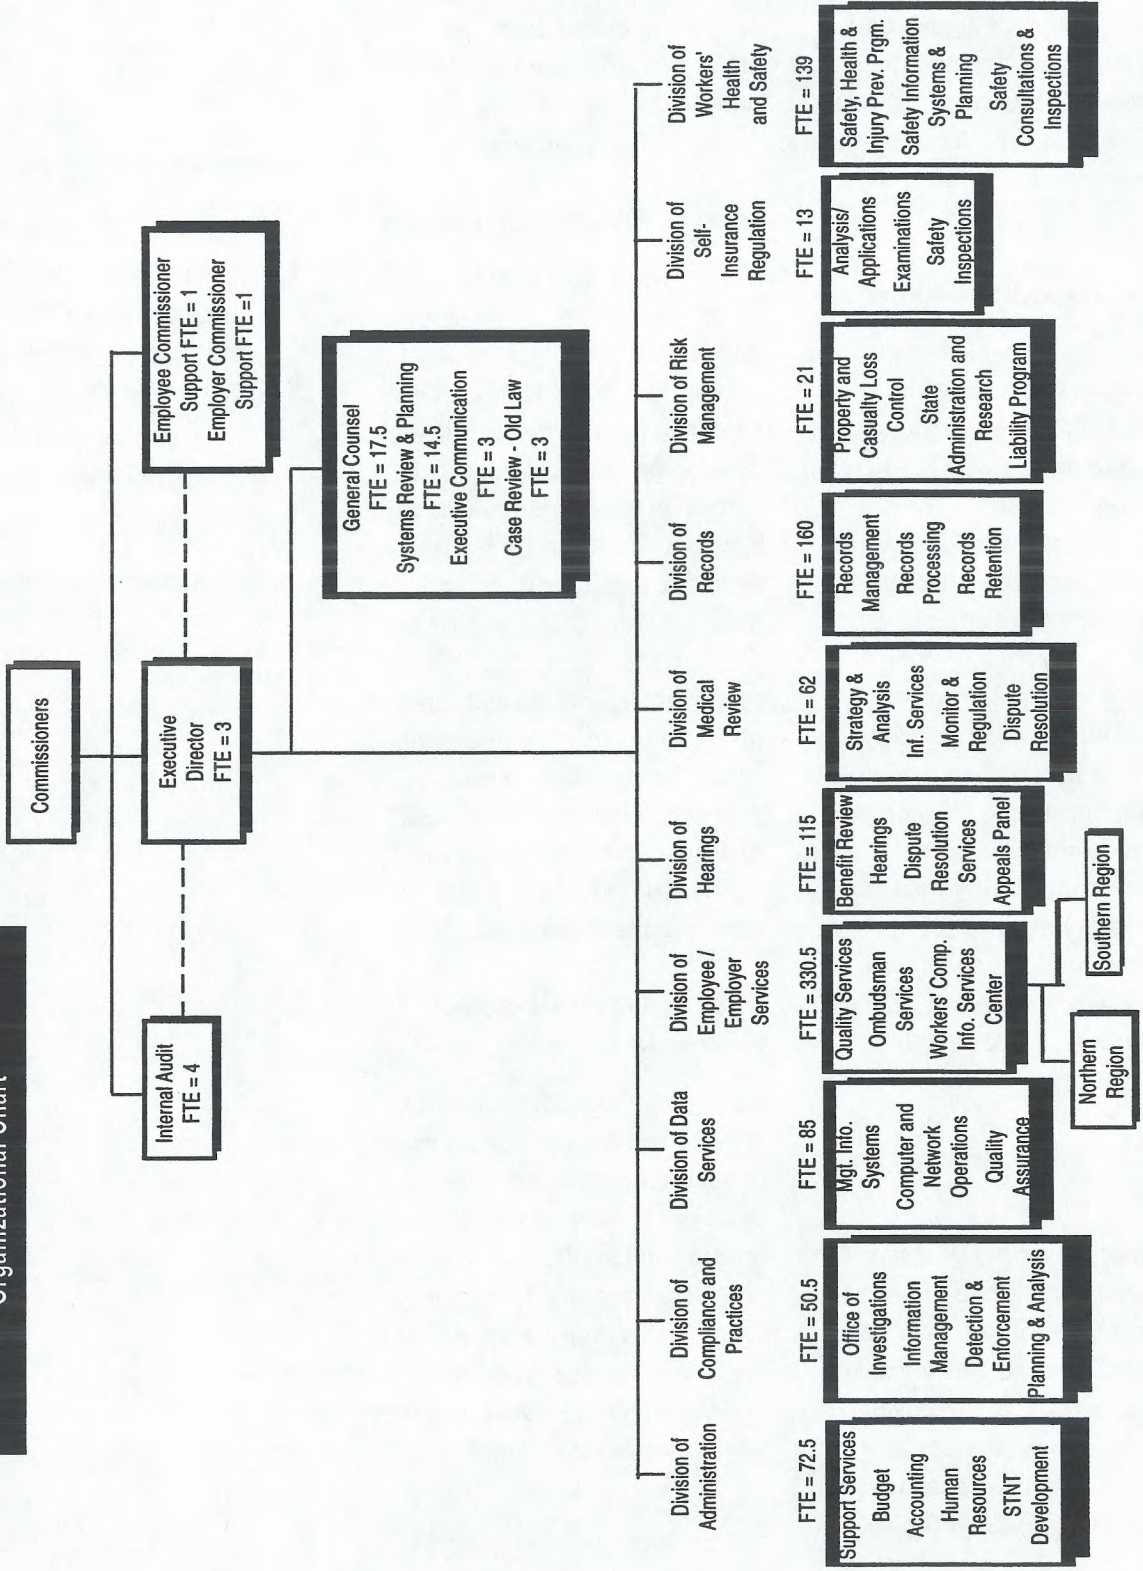 Organizational Chart
Commissioners
Internal Audit
FTE = 4
Executive
Director
FTE = 3
Employee Commissioner
Support FTE = 1
Employer Commissioner
Support FTE =1
General Counsel
FTE = 17.5
Systems Review & Planning
FTE = 14.5
Executive Communication
FTE = 3
Case Review - Old Law
FTE = 3
Division of
Administration
FTE = 72.5
Support Services
Budget
Accounting
Human
Resources
STNT
Development
Division of
Compliance and
Practices
FTE = 50.5
Office of
Investigations
Information
Management
Detection &
Enforcement
Planning & Analysis
Division of Data
Services
FTE = 85
Mgt. Info.
Systems
Computer and
Network
Operations
Quality
Assurance
Division of
Employee /
Employer
Services
FTE = 330.5
Quality Services
Ombudsman
Services
Workers' Comp.
Info. Services
Center
Northern
Region
Southern Region
Division of
Hearings
FTE = 115
Benefit Review
Hearings
Dispute
Resolution
Services
Appeals Panel
Division of
Medical
Review
FTE = 62
Strategy &
Analysis
Inf. Services
Monitor &
Regulation
Dispute
Resolution
Division of
Records
FTE = 160
Records
Management
Records
Processing
Records
Retention
Division of Risk
Management
FTE = 21
Property and
Casualty Loss
Control
State
Administration and
Research
Liability Program
Division of
Self-
Insurance
Regulation
FTE = 13
Analysis/
Applications
Examinations
Safety
Inspections
Division of
Workers'
Health
and Safety
FTE = 139
Safety, Health &
Injury Prev. Prgm.
Safety Information
Systems &
Planning
Safety
Consultations &
Inspections